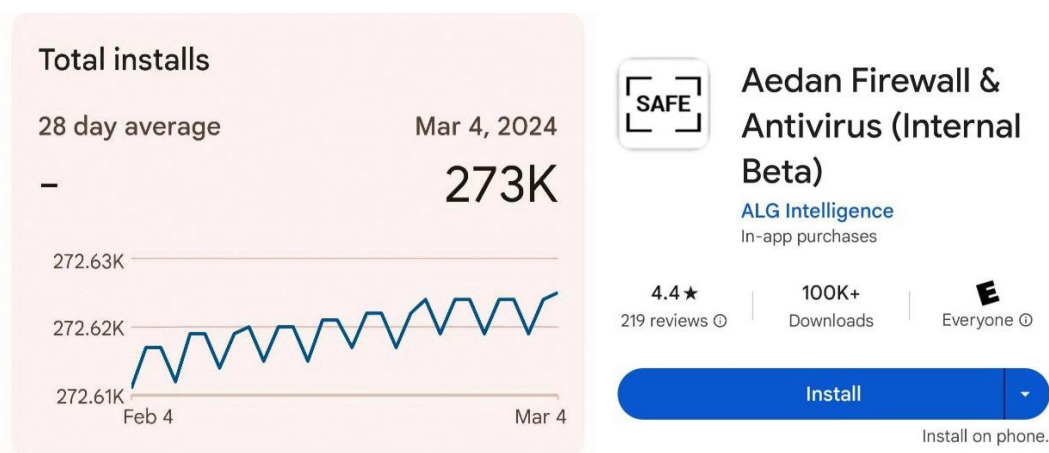 Total installs
28 day average
Mar 4, 2024
-
273K
272.63K
272.62K
272.61K
Feb 4
Mar 4
SAFE
Aedan Firewall &
Antivirus (Internal
Beta)
ALG Intelligence
In-app purchases
4.4★
219 reviews ⓘ
100K+
Downloads
E
Everyone ⓘ
Install
Install on phone.